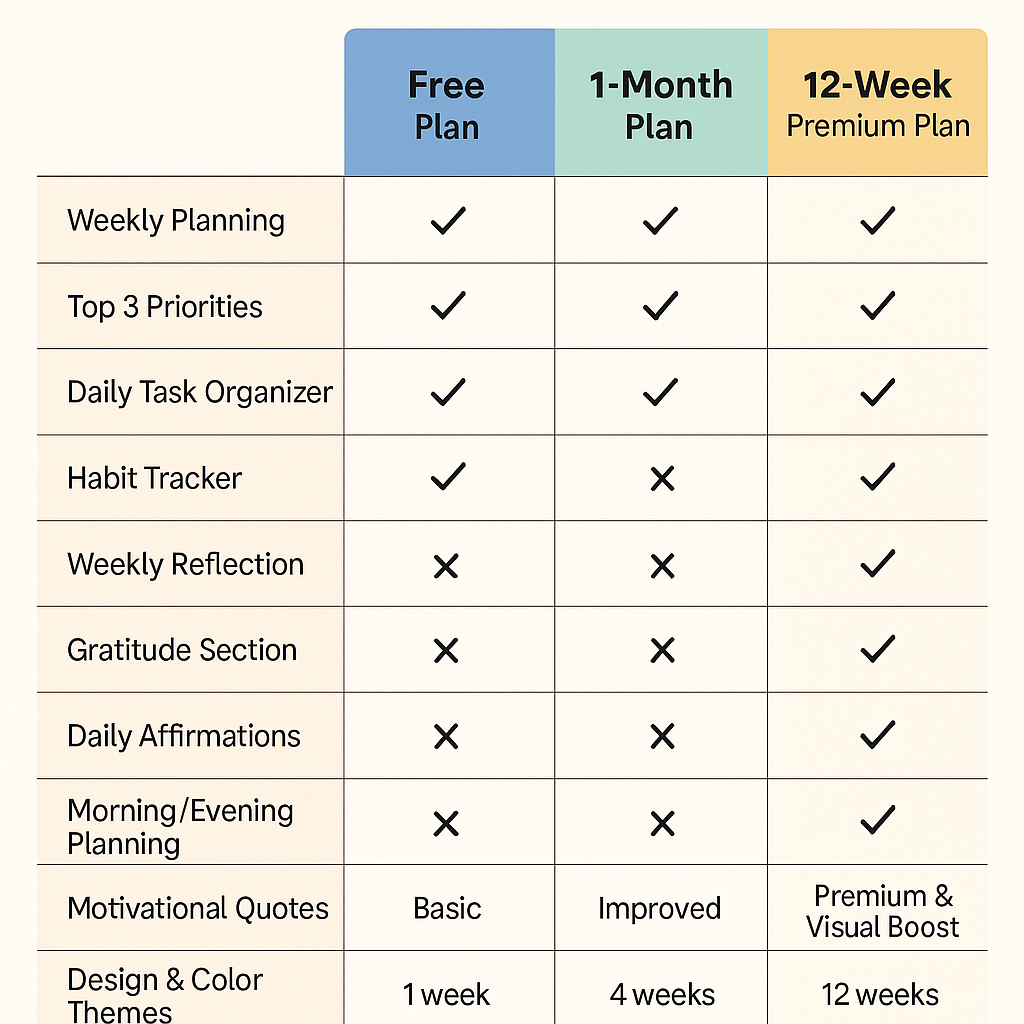 Free 1-Month 12-Week
Plan Plan Premium Plan
Weekly Planning ✓ ✓ ✓
Top 3 Priorities ✓ ✓ ✓
Daily Task Organizer ✓ ✓ ✓
Habit Tracker ✓ × ✓
Weekly Reflection × × ✓
Gratitude Section × × ✓
Daily Affirmations × × ✓
Morning/Evening
Planning × × ✓
Motivational Quotes Basic Improved Premium &
Visual Boost
Design & Color
Themes 1 week 4 weeks 12 weeks